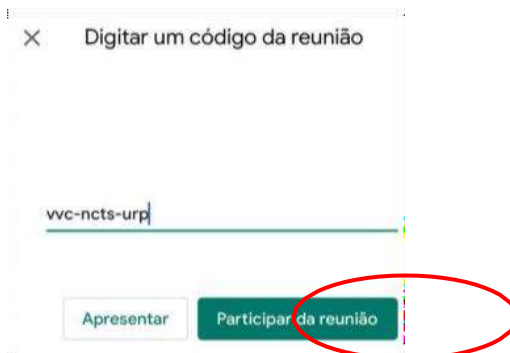 Digitar um código da reunião
vvc-ncts-urp
Apresentar
Participar da reunião